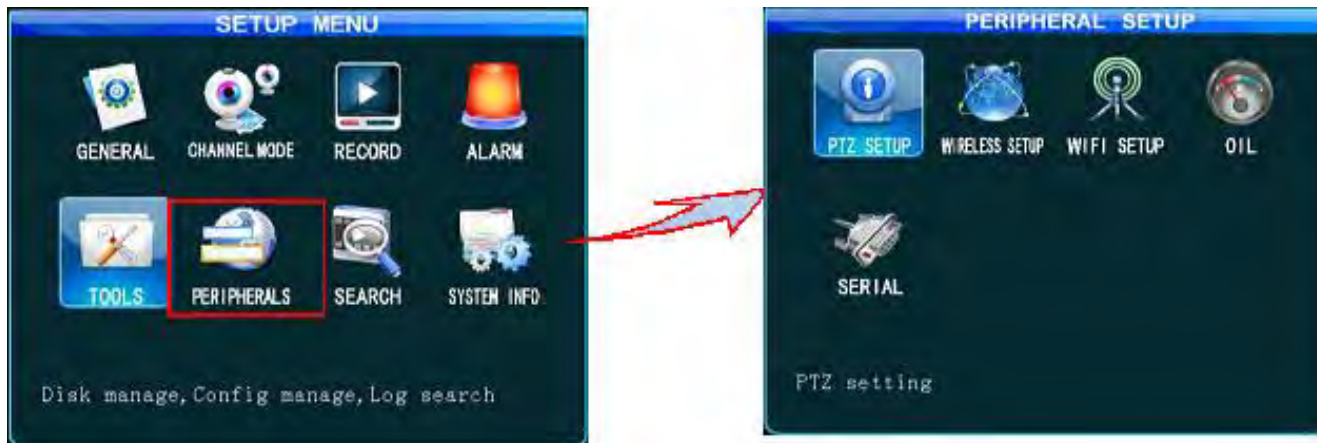 SETUP MENU
GENERAL CHANNEL MODE RECORD ALARM
TOOLS PERIPHERALS SEARCH SYSTEM INFO
Disk manage,Config manage,Log search
PERIPHERAL SETUP
PTZ SETUP WIRELESS SETUP WIFI SETUP OIL
SERIAL
PTZ setting